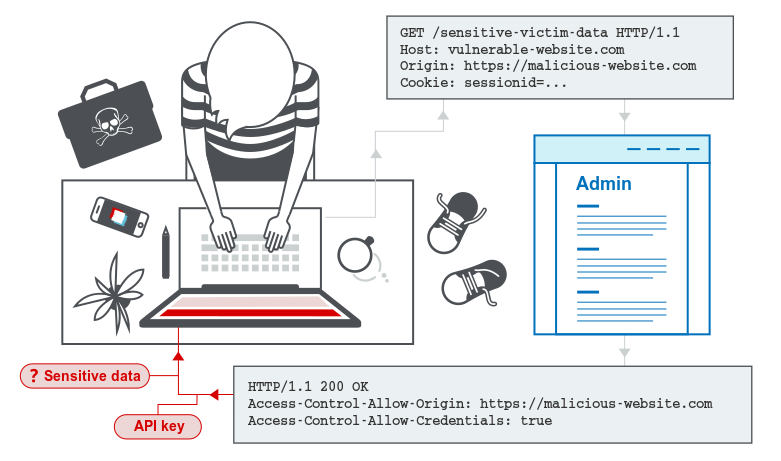 GET /sensitive-victim-data HTTP/1.1
Host: vulnerable-website.com
Origin: https://malicious-website.com
Cookie: sessionid=...
Admin
? Sensitive data
API key
HTTP/1.1 200 OK
Access-Control-Allow-Origin: https://malicious-website.com
Access-Control-Allow-Credentials: true